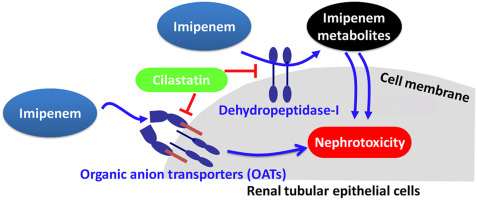 Imipenem
Imipenem
metabolites
Cilastatin
Cell membrane
Imipenem
Dehydropeptidase-I
Nephrotoxicity
Organic anion transporters (OATs)
Renal tubular epithelial cells